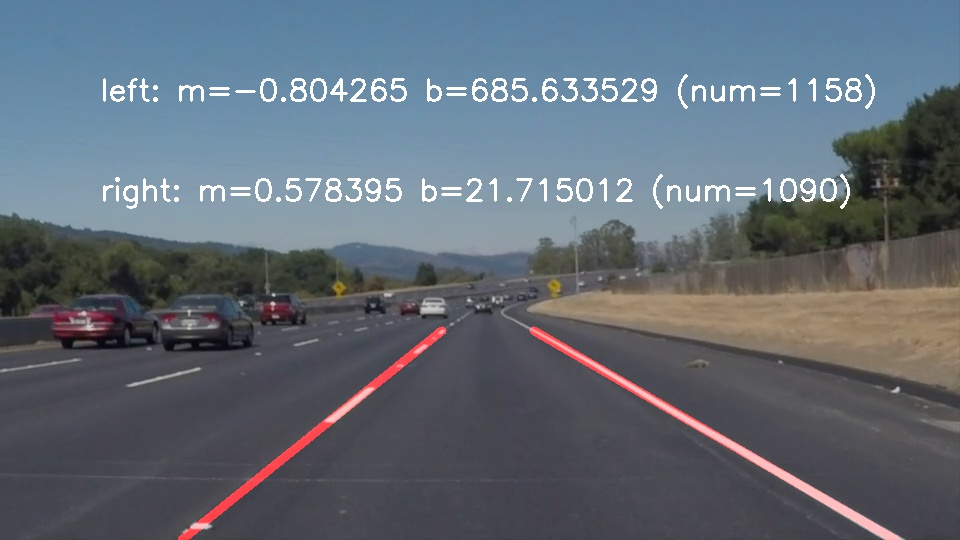 left: m=-0.804265 b=685.633529 (num=1158)
right: m=0.578395 b=21.715012 (num=1090)